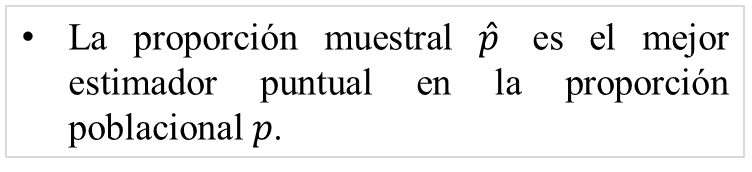 • La proporción muestral p̂ es el mejor
estimador puntual en la proporción
poblacional p.